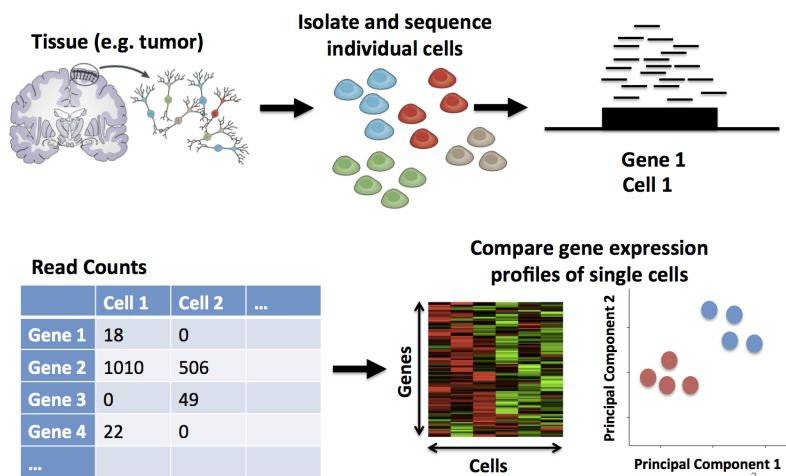 Tissue (e.g. tumor)
Isolate and sequence
individual cells
Gene 1
Cell 1
Read Counts
Cell 1 Cell 2 ...
Gene 1 18 0
Gene 2 1010 506
Gene 3 0 49
Gene 4 22 0
...
Compare gene expression
profiles of single cells
Genes
Cells
Principal Component 2
Principal Component 1